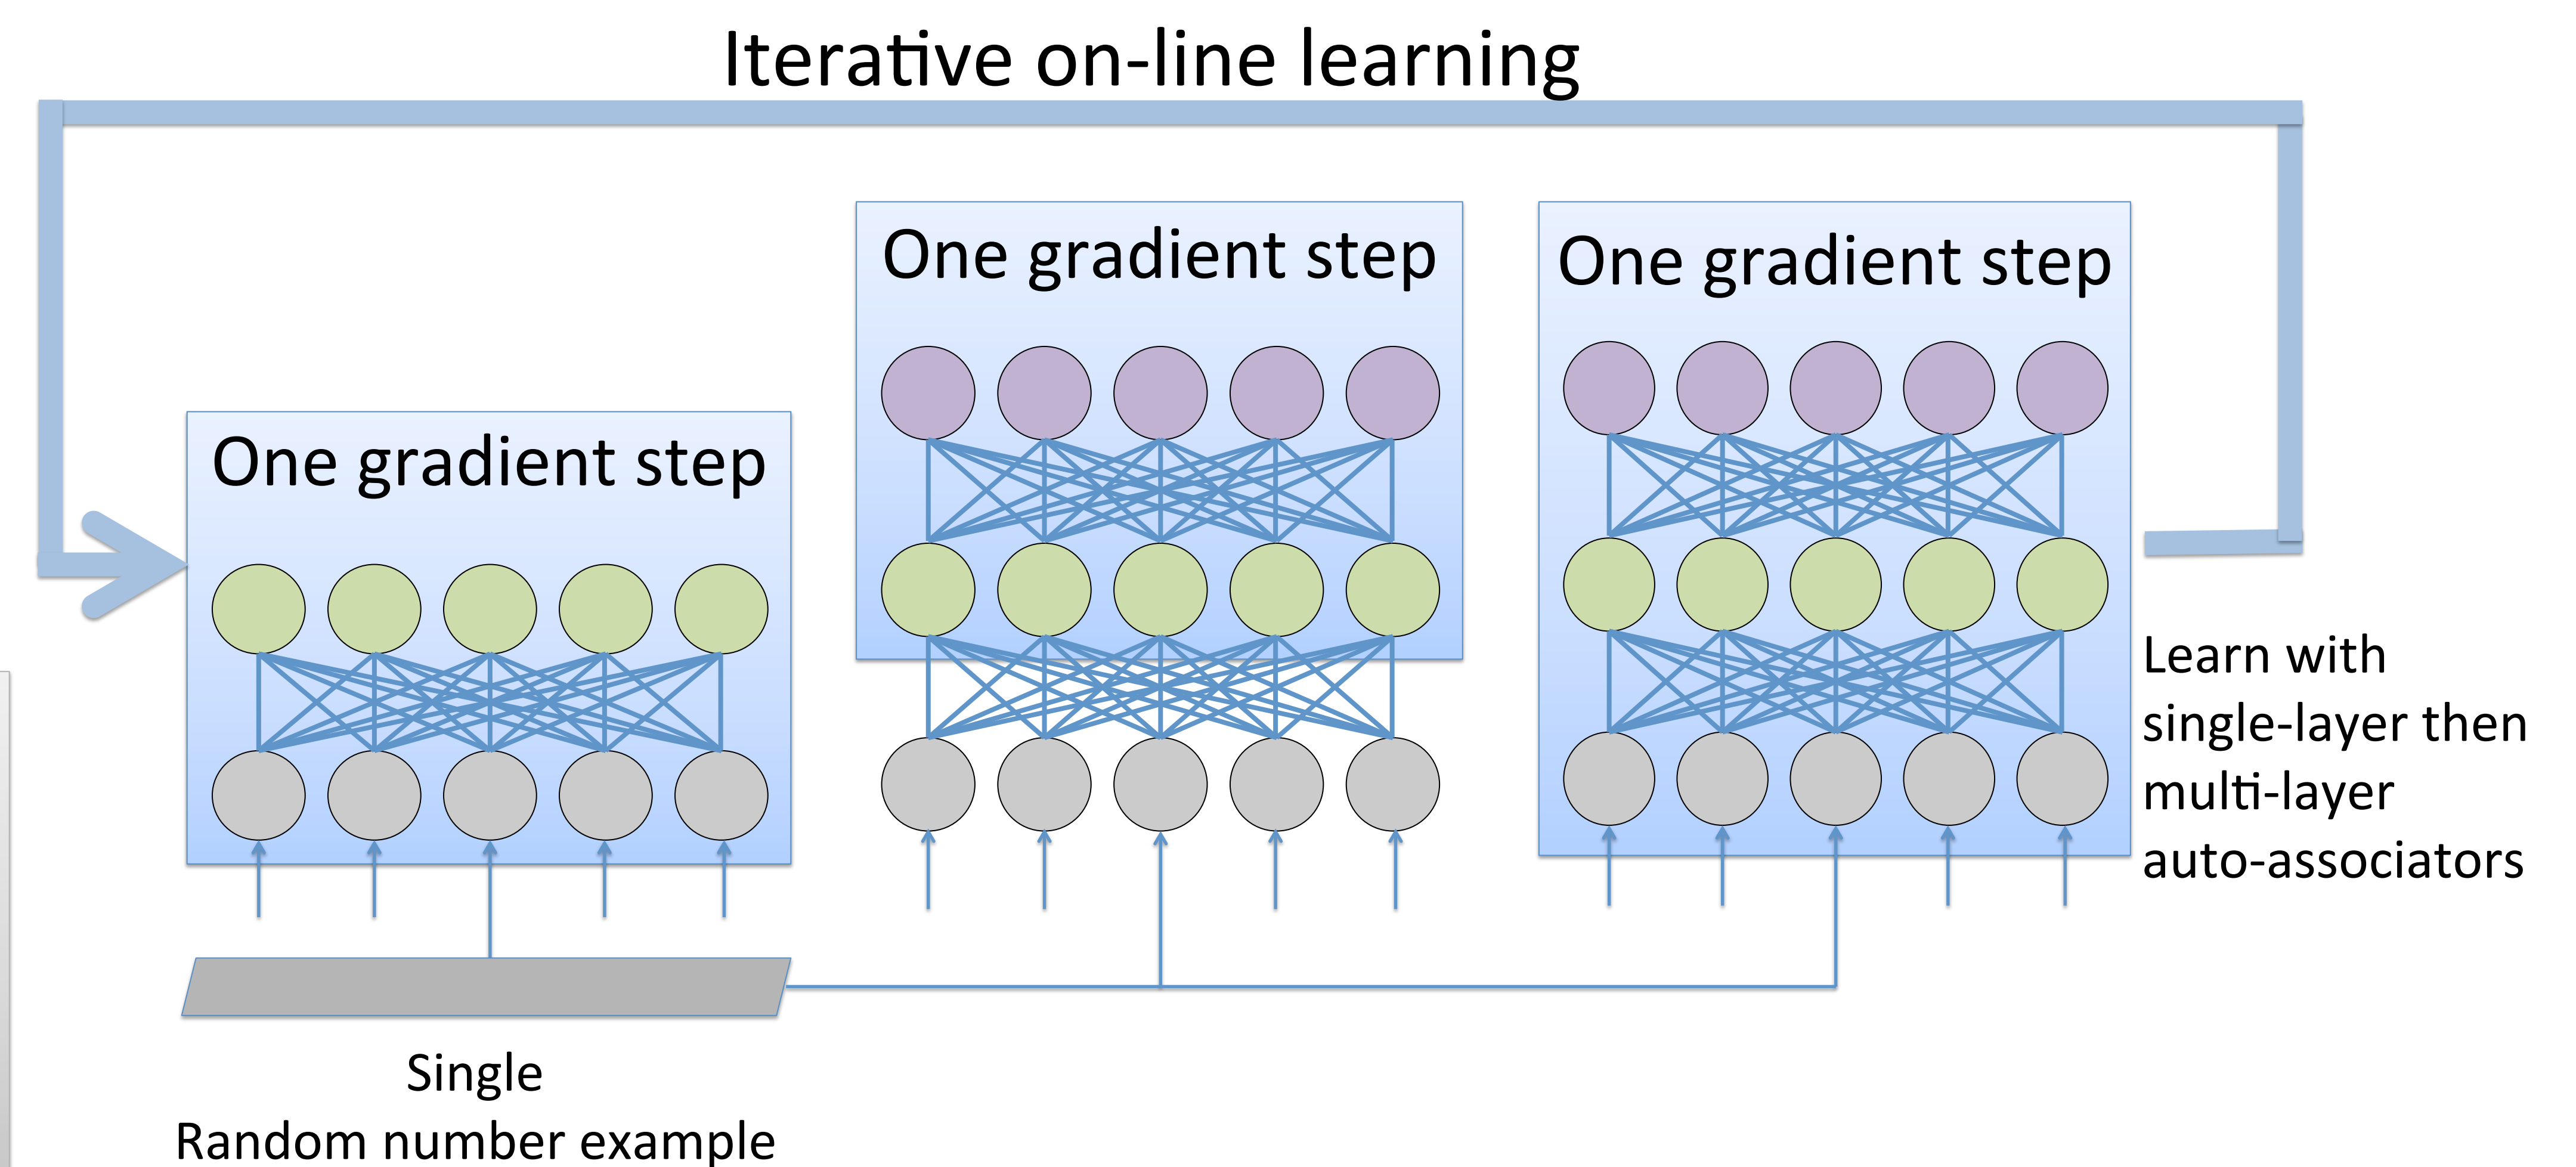 Iterative on-line learning
One gradient step
One gradient step
One gradient step
Learn with
single-layer then
multi-layer
auto-associators
Single
Random number example